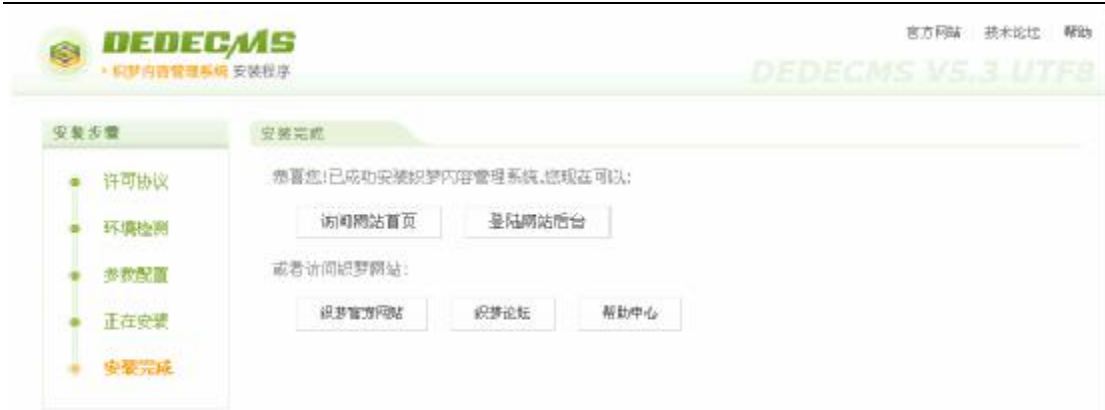 DEDECMS
织梦内容管理系统 安装程序
官方网站 技术论坛 帮助
DEDECMS V5.3 UTF8
安装步骤
许可协议
环境检测
参数配置
正在安装
安装完成
安装完成
恭喜您!已成功安装织梦内容管理系统,您现在可以:
访问网站首页 登陆网站后台
或者访问织梦网站:
织梦官方网站 织梦论坛 帮助中心